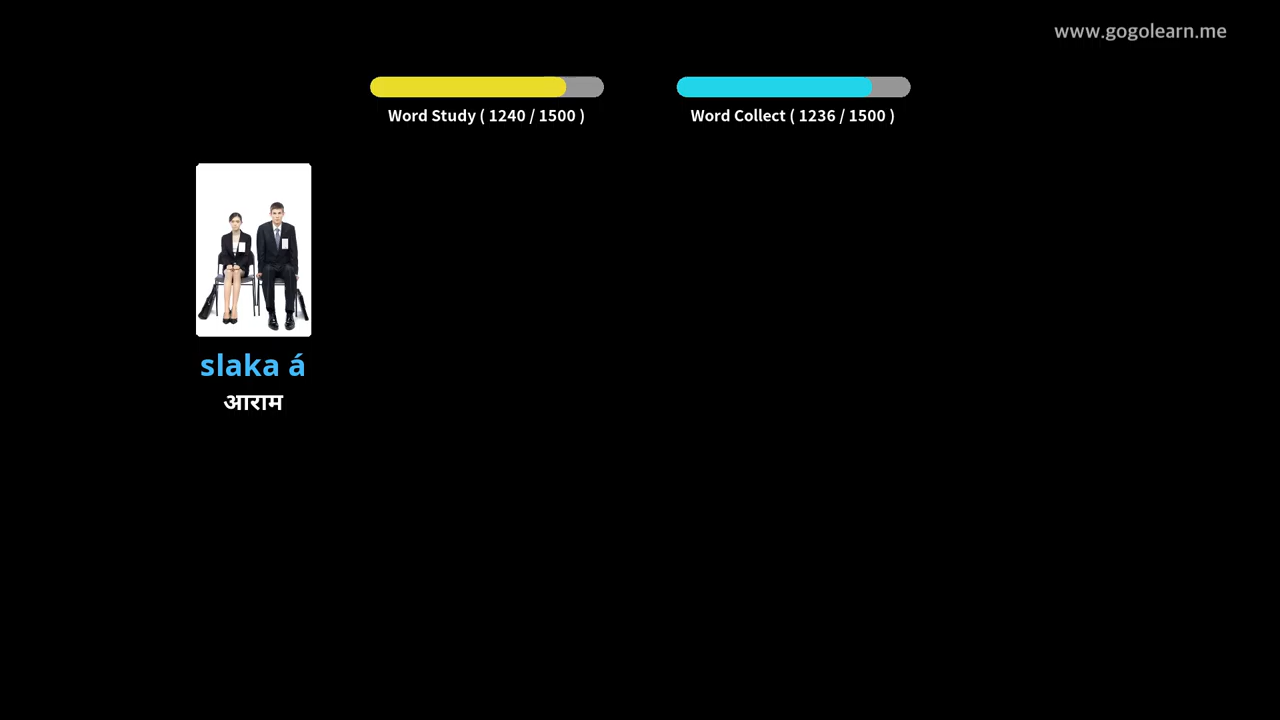 www.gogolearn.me
Word Study ( 1240 / 1500 )
Word Collect ( 1236 / 1500 )
slaka á
आराम